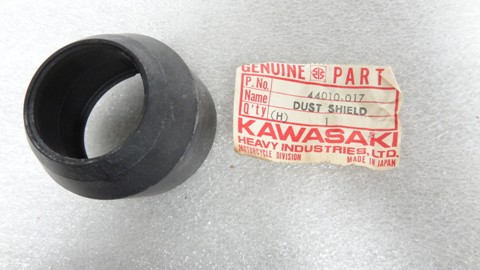 GENUINE PART
P.No. 44010-017
Name DUST SHIELD
Q'ty (H) 1
KAWASAKI
HEAVY INDUSTRIES, LTD.
MOTORCYCLE DIVISION MADE IN JAPAN